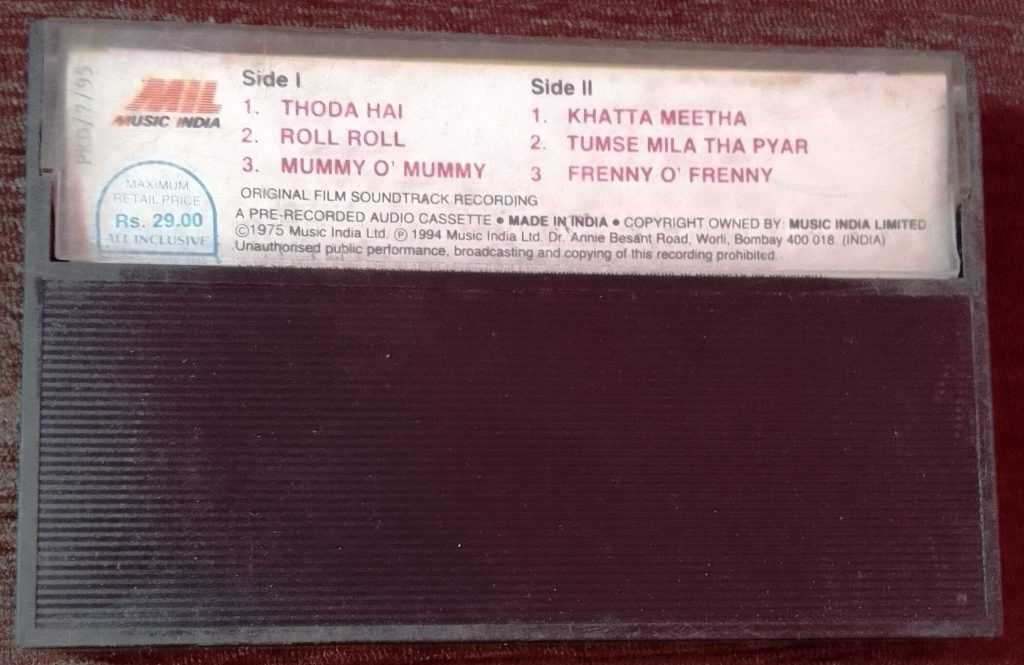 PKD/7/95
MIL
MUSIC INDIA
MAXIMUM
RETAIL PRICE
Rs. 29.00
ALL INCLUSIVE
Side I
1. THODA HAI
2. ROLL ROLL
3. MUMMY O' MUMMY
Side II
1. KHATTA MEETHA
2. TUMSE MILA THA PYAR
3 FRENNY O' FRENNY
ORIGINAL FILM SOUNDTRACK RECORDING
A PRE-RECORDED AUDIO CASSETTE ● MADE IN INDIA ● COPYRIGHT OWNED BY: MUSIC INDIA LIMITED
©1975 Music India Ltd. ℗ 1994 Music India Ltd. Dr. Annie Besant Road, Worli, Bombay 400 018. (INDIA)
Unauthorised public performance, broadcasting and copying of this recording prohibited.